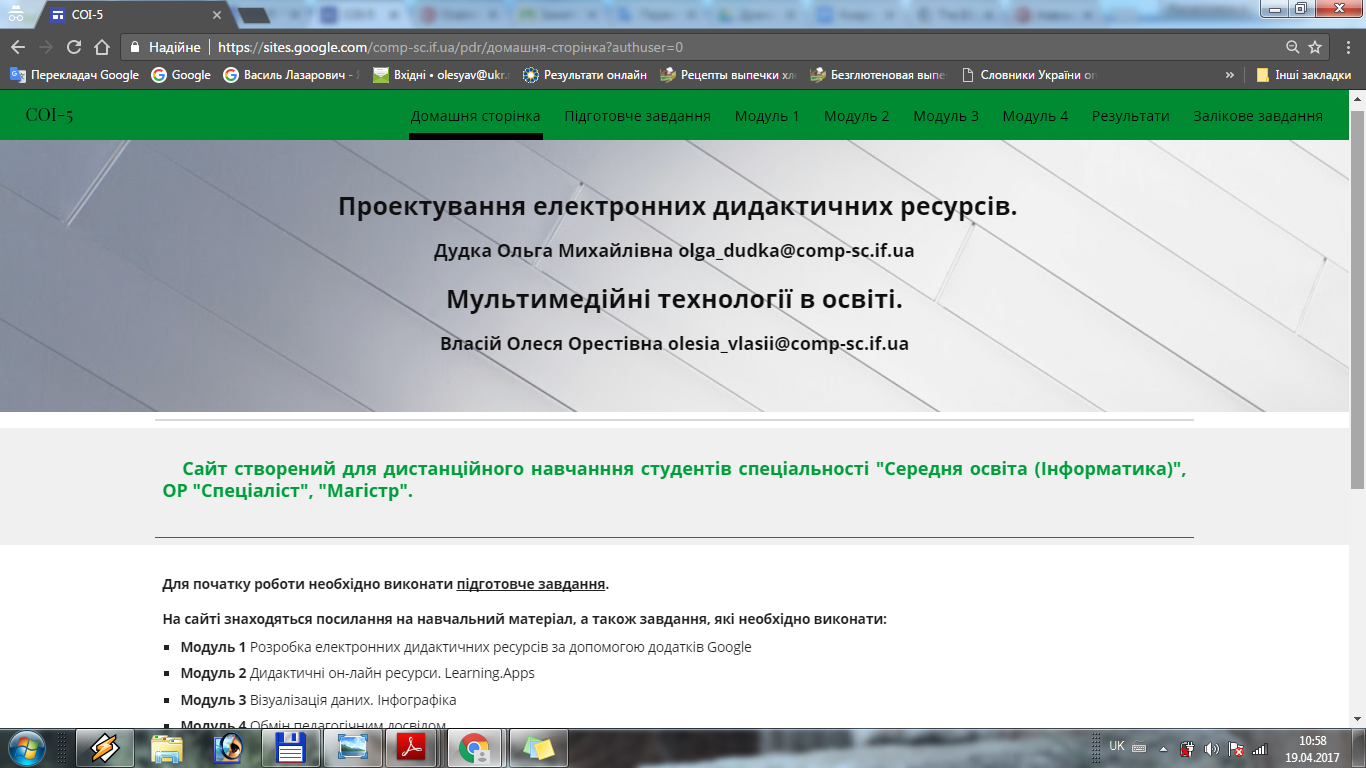 COI-5
Надійне https://sites.google.com/comp-sc.if.ua/pdr/домашня-сторінка?authuser=0
Перекладач Google Google Василь Лазарович - Вхідні • olesyav@ukr. Результати онлайн Рецепты выпечки хл Безглютеновая выпе Словники України on » Інші закладки
COI-5 Домашня сторінка Підготовче завдання Модуль 1 Модуль 2 Модуль 3 Модуль 4 Результати Залікове завдання
Проектування електронних дидактичних ресурсів.
Дудка Ольга Михайлівна olga_dudka@comp-sc.if.ua
Мультимедійні технології в освіті.
Власій Олеся Орестівна olesia_vlasii@comp-sc.if.ua
Сайт створений для дистанційного навчанння студентів спеціальності "Середня освіта (Інформатика)",
ОР "Спеціаліст", "Магістр".
Для початку роботи необхідно виконати підготовче завдання.
На сайті знаходяться посилання на навчальний матеріал, а також завдання, які необхідно виконати:
Модуль 1 Розробка електронних дидактичних ресурсів за допомогою додатків Google
Модуль 2 Дидактичні он-лайн ресурси. Learning.Apps
Модуль 3 Візуалізація даних. Інфографіка
Модуль 4 Обмін педагогічним досвідом
UK 10:58
19.04.2017